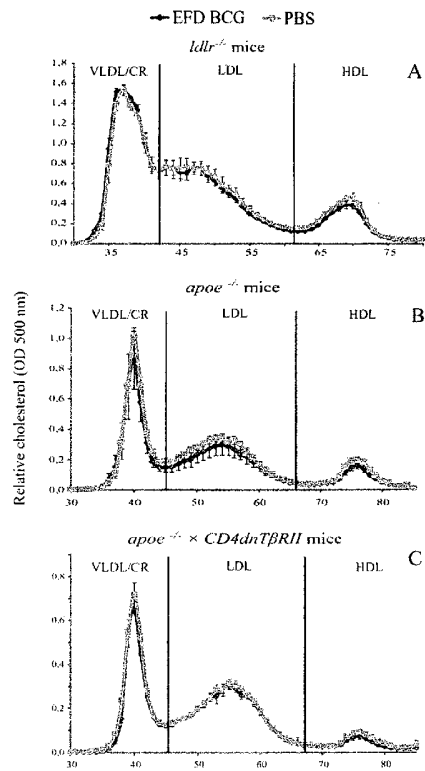 EFD BCG PBS
ldlr-/- mice
VLDL/CR LDL HDL A
1,8
1,6
1,4
1,2
1,0
0,8
0,6
0,4
0,2
0,0
35 45 55 65 75
apoe-/- mice
VLDL/CR LDL HDL B
1,2
1,0
0,8
0,6
0,4
0,2
0,0
30 40 50 60 70 80
Relative cholesterol (OD 500 nm)
apoe-/- × CD4dnTβRII mice
VLDL/CR LDL HDL C
0,8
0,6
0,4
0,2
0,0
30 40 50 60 70 80